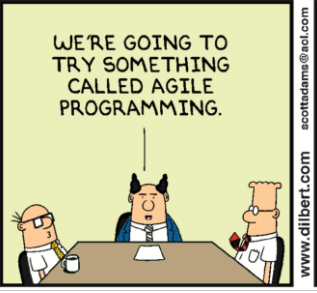 WE'RE GOING TO
TRY SOMETHING
CALLED AGILE
PROGRAMMING.
scottadams@aol.com
www.dilbert.com